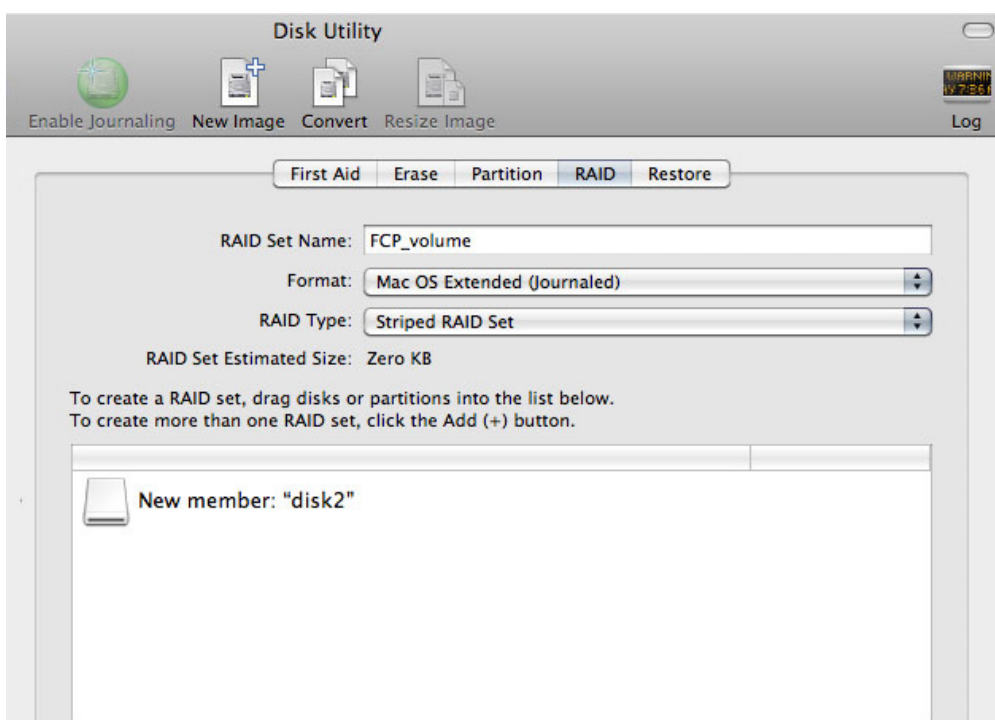 Disk Utility
Enable Journaling New Image Convert Resize Image Log
First Aid Erase Partition RAID Restore
RAID Set Name: FCP_volume
Format: Mac OS Extended (Journaled)
RAID Type: Striped RAID Set
RAID Set Estimated Size: Zero KB
To create a RAID set, drag disks or partitions into the list below.
To create more than one RAID set, click the Add (+) button.
New member: “disk2”